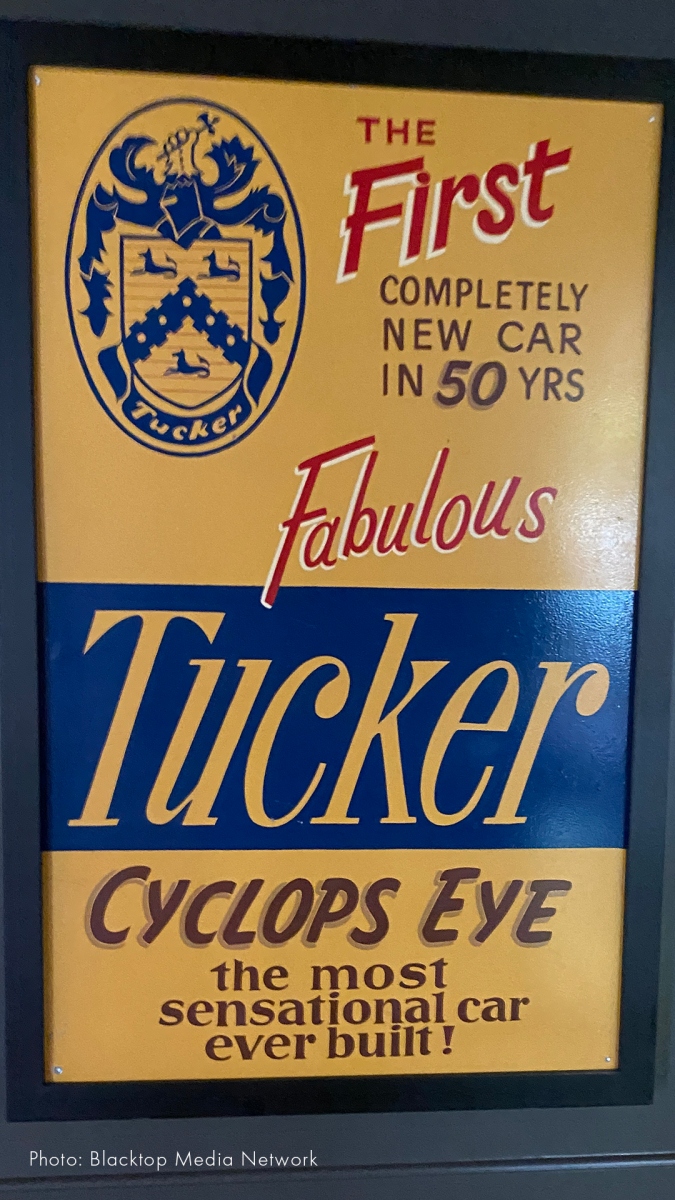 THE
First
COMPLETELY
NEW CAR
IN 50 YRS
Tucker
Fabulous
Tucker
CYCLOPS EYE
the most
sensational car
ever built!
Photo: Blacktop Media Network